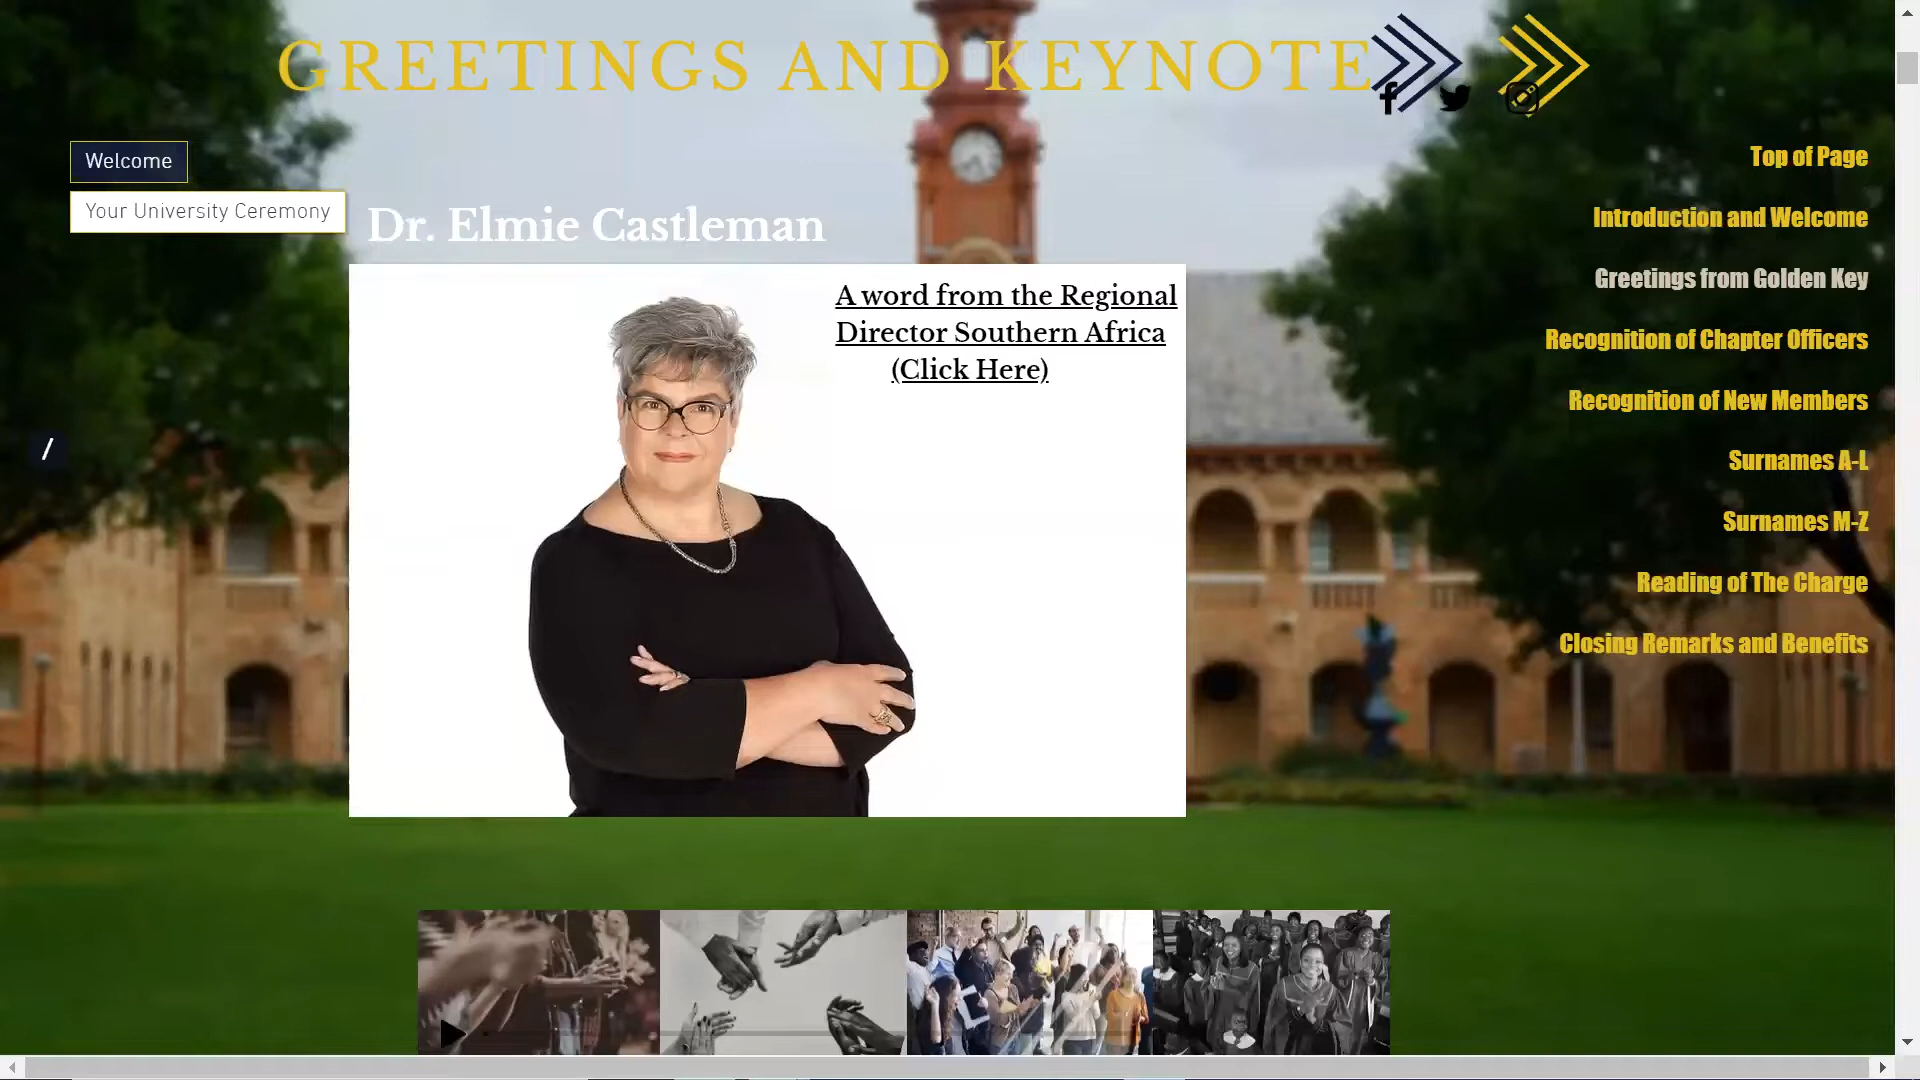 GREETINGS AND KEYNOTE
Welcome
Your University Ceremony
Dr. Elmie Castleman
A word from the Regional
Director Southern Africa
(Click Here)
/
Top of Page
Introduction and Welcome
Greetings from Golden Key
Recognition of Chapter Officers
Recognition of New Members
Surnames A-L
Surnames M-Z
Reading of The Charge
Closing Remarks and Benefits